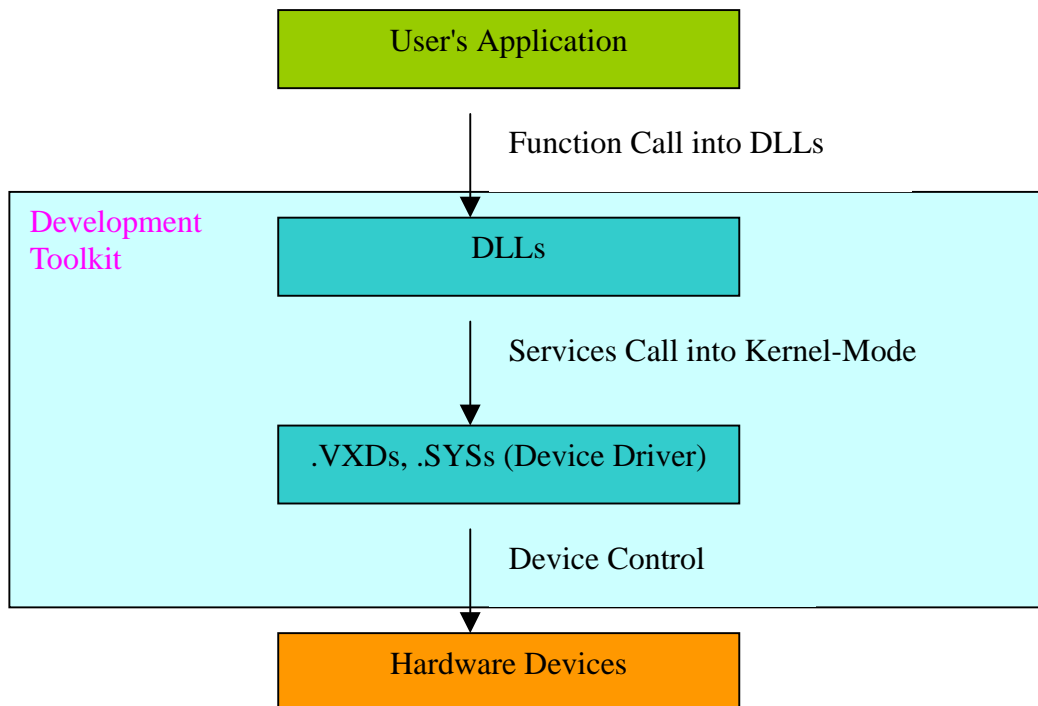 User's Application
Function Call into DLLs
Development
Toolkit
DLLs
Services Call into Kernel-Mode
.VXDs, .SYSs (Device Driver)
Device Control
Hardware Devices